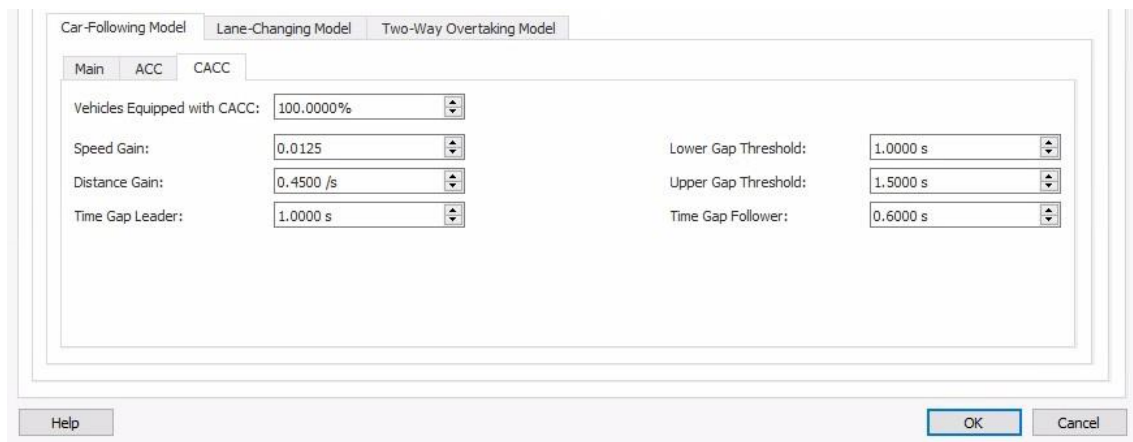 Car-Following Model Lane-Changing Model Two-Way Overtaking Model
Main ACC CACC
Vehicles Equipped with CACC: 100.0000%
Speed Gain: 0.0125 Lower Gap Threshold: 1.0000 s
Distance Gain: 0.4500 /s Upper Gap Threshold: 1.5000 s
Time Gap Leader: 1.0000 s Time Gap Follower: 0.6000 s
Help OK Cancel